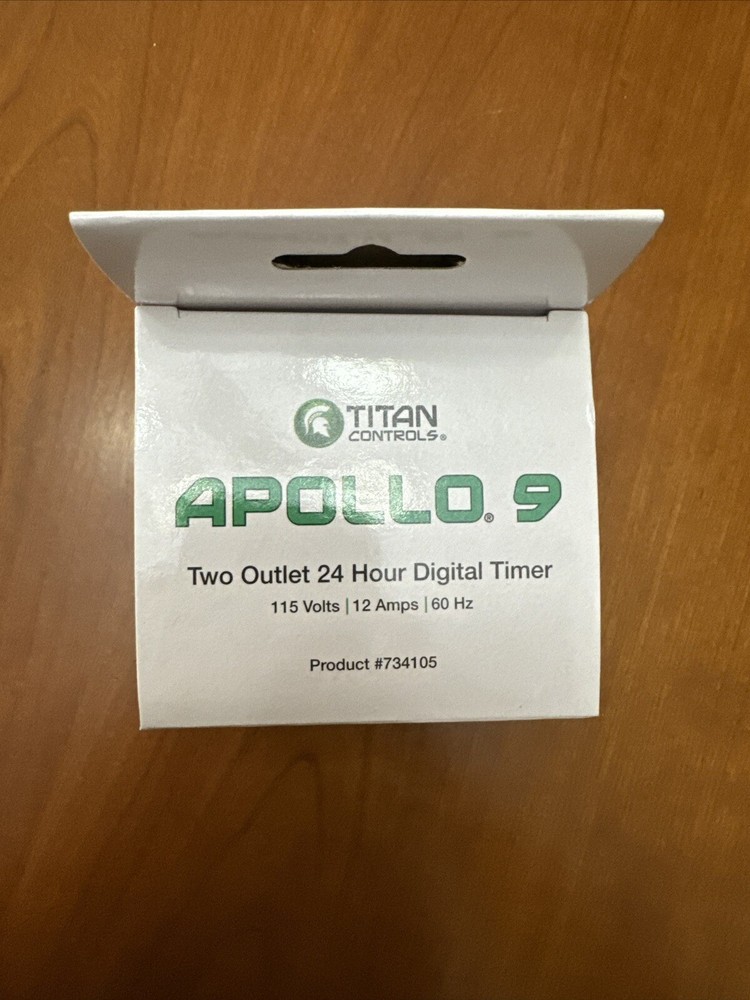 TITAN
CONTROLS®
APOLLO® 9
Two Outlet 24 Hour Digital Timer
115 Volts | 12 Amps | 60 Hz
Product #734105